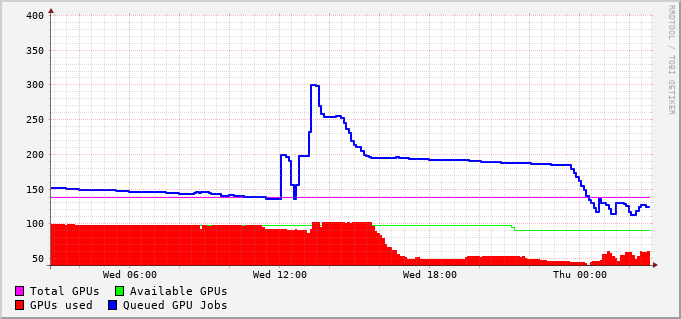 400
350
300
250
200
150
100
50
Wed 06:00 Wed 12:00 Wed 18:00 Thu 00:00
Total GPUs Available GPUs
GPUs used Queued GPU Jobs
RRDTOOL / TOBI OETIKER